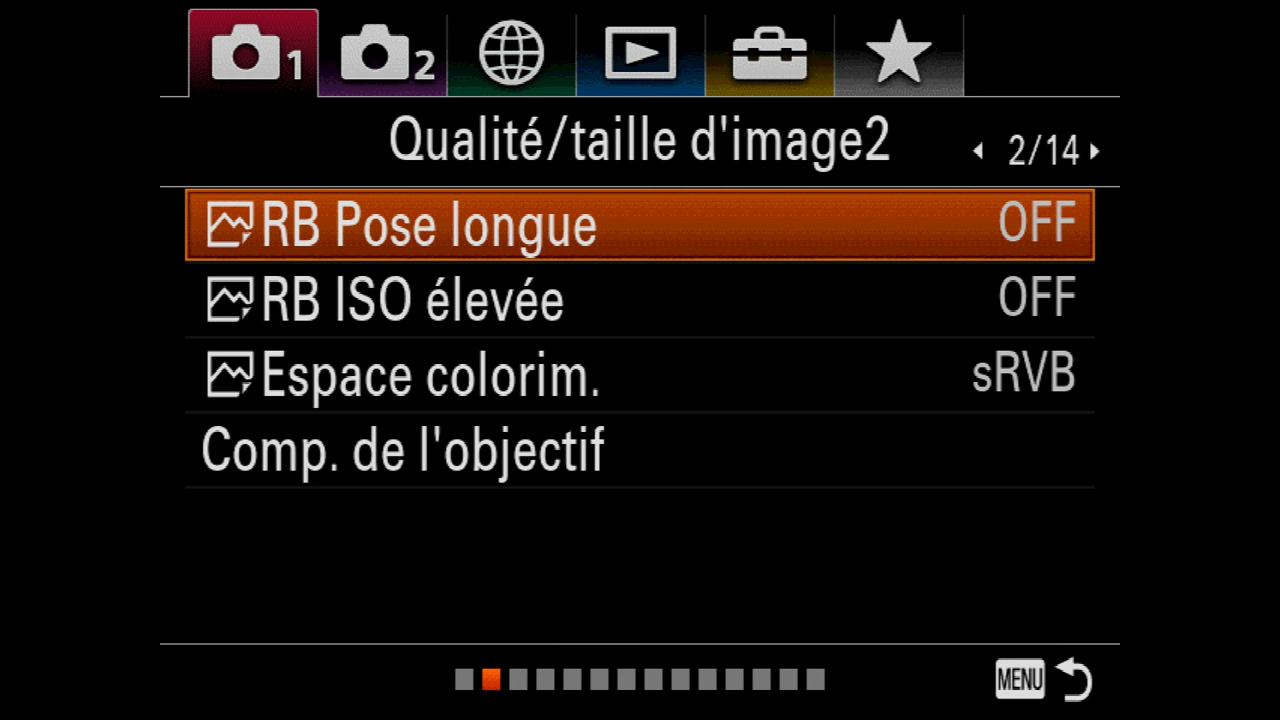 1 2
Qualité/taille d'image2 2/14
RB Pose longue OFF
RB ISO élevée OFF
Espace colorim. sRVB
Comp. de l'objectif
MENU